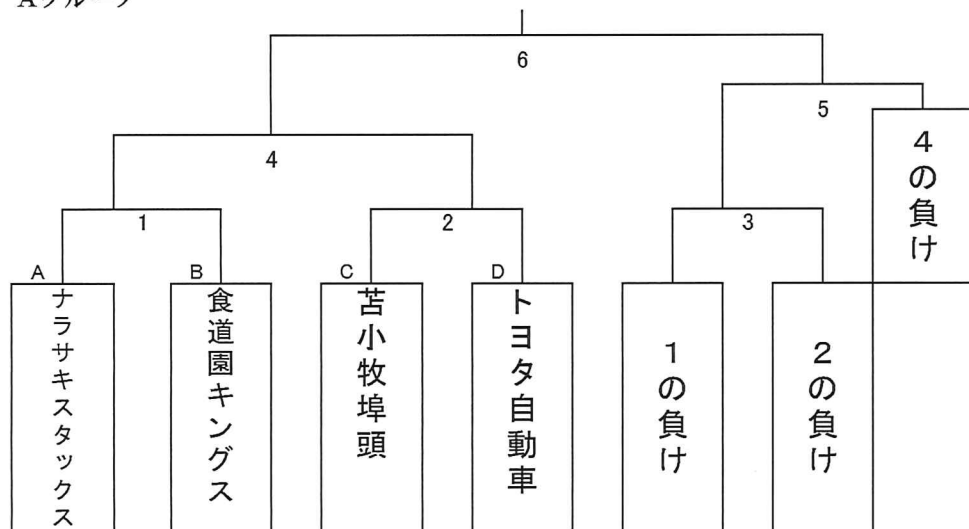 Aグループ
6
5
4
4の負け
1
2
3
A
B
C
D
ナラサキスタックス
食道園キングス
苫小牧埠頭
トヨタ自動車
1の負け
2の負け